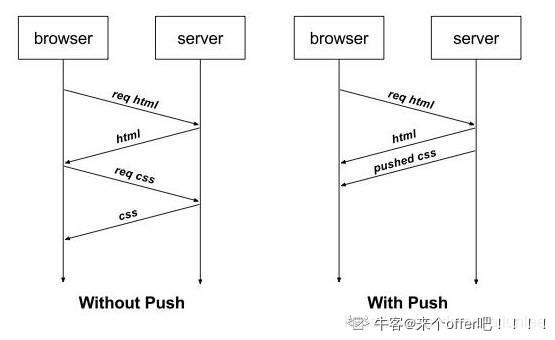 browser
server
req html
html
req css
css
Without Push
browser
server
req html
html
pushed css
With Push
牛客@来个offer吧！！！！